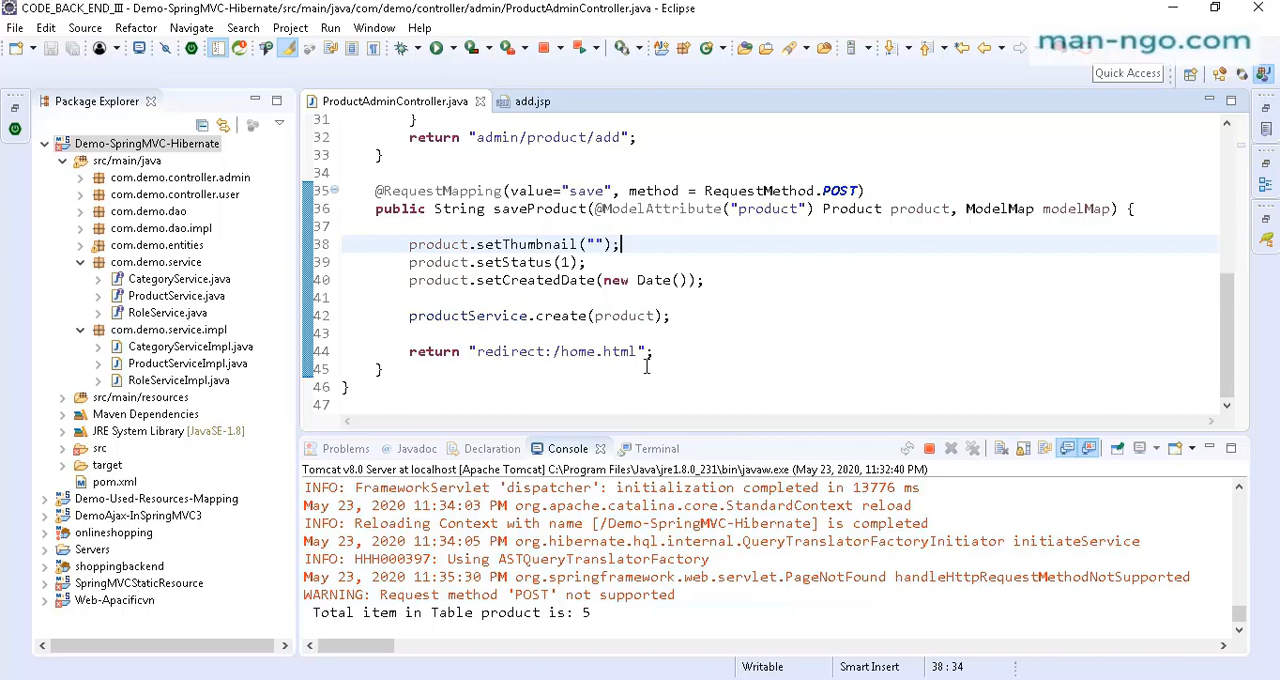 CODE_BACK_END_III - Demo-SpringMVC-Hibernate/src/main/java/com/demo/controller/admin/ProductAdminController.java - Eclipse
man-ngo.com
File Edit Source Refactor Navigate Search Project Run Window Help
Quick Access
Package Explorer
ProductAdminController.java
add.jsp
Demo-SpringMVC-Hibernate
src/main/java
com.demo.controller.admin
com.demo.controller.user
com.demo.dao
com.demo.dao.impl
com.demo.entities
com.demo.service
CategoryService.java
ProductService.java
RoleService.java
com.demo.service.impl
CategoryServiceImpl.java
ProductServiceImpl.java
RoleServiceImpl.java
src/main/resources
Maven Dependencies
JRE System Library [JavaSE-1.8]
src
target
pom.xml
Demo-Used-Resources-Mapping
DemoAjax-InSpringMVC3
onlineshopping
Servers
shoppingbackend
SpringMVCStaticResource
Web-Apacificvn
31 }
32 return "admin/product/add";
33 }
34
35 @RequestMapping(value="save", method = RequestMethod.POST)
36 public String saveProduct(@ModelAttribute("product") Product product, ModelMap modelMap) {
37
38 product.setThumbnail("");
39 product.setStatus(1);
40 product.setCreatedDate(new Date());
41
42 productService.create(product);
43
44 return "redirect:/home.html";
45 }
46 }
47
Problems Javadoc Declaration Console Terminal
Tomcat v8.0 Server at localhost [Apache Tomcat] C:\Program Files\Java\jre1.8.0_231\bin\javaw.exe (May 23, 2020, 11:32:40 PM)
INFO: FrameworkServlet 'dispatcher': initialization completed in 13776 ms
May 23, 2020 11:34:03 PM org.apache.catalina.core.StandardContext reload
INFO: Reloading Context with name [/Demo-SpringMVC-Hibernate] is completed
May 23, 2020 11:34:05 PM org.hibernate.hql.internal.QueryTranslatorFactoryInitiator initiateService
INFO: HHH000397: Using ASTQueryTranslatorFactory
May 23, 2020 11:35:30 PM org.springframework.web.servlet.PageNotFound handleHttpRequestMethodNotSupported
WARNING: Request method 'POST' not supported
Total item in Table product is: 5
Writable
Smart Insert
38 : 34